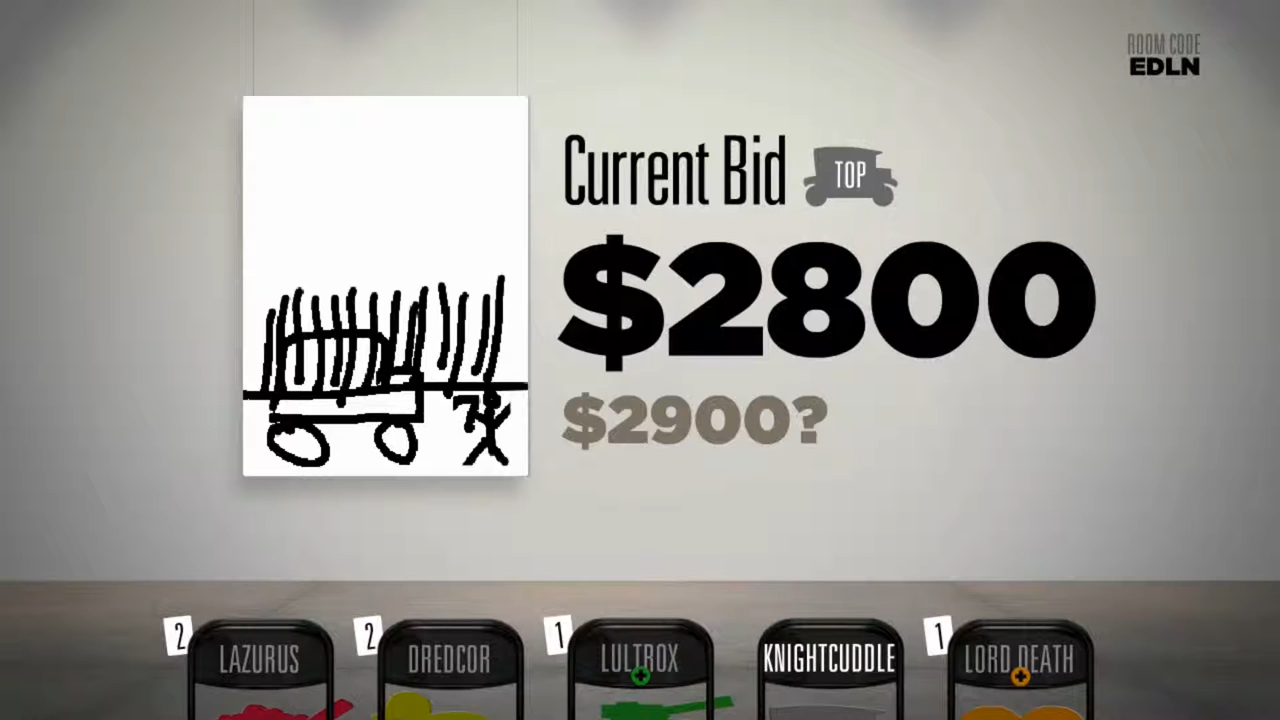 ROOM CODE
EDLN
Current Bid
TOP
$2800
$2900?
2
LAZURUS
2
DREDCOR
1
LULTROX
KNIGHTCUDDLE
1
LORD DEATH